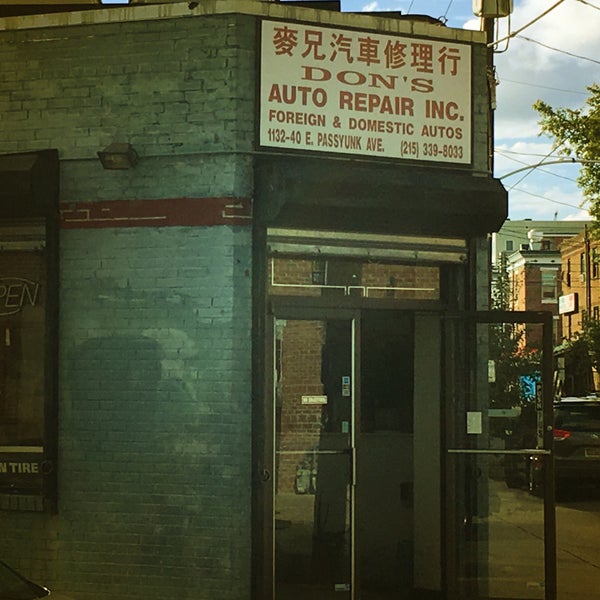 麥兄汽車修理行
DON'S
AUTO REPAIR INC.
FOREIGN & DOMESTIC AUTOS
1132-40 E. PASSYUNK AVE. (215) 339-8033
PEN
N TIRE